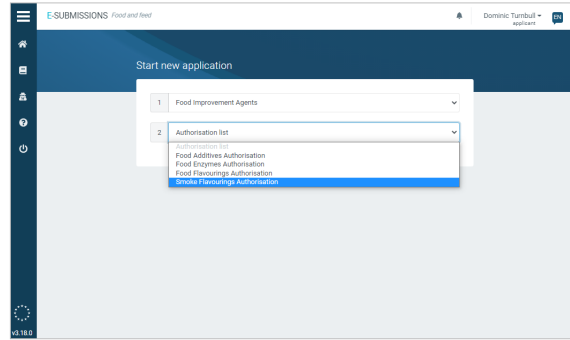 E-SUBMISSIONS Food and feed
Dominic Turnbull
applicant
EN
Start new application
1 Food Improvement Agents
2 Authorisation list
Authorisation list
Food Additives Authorisation
Food Enzymes Authorisation
Food Flavourings Authorisation
Smoke Flavourings Authorisation
v3.18.0